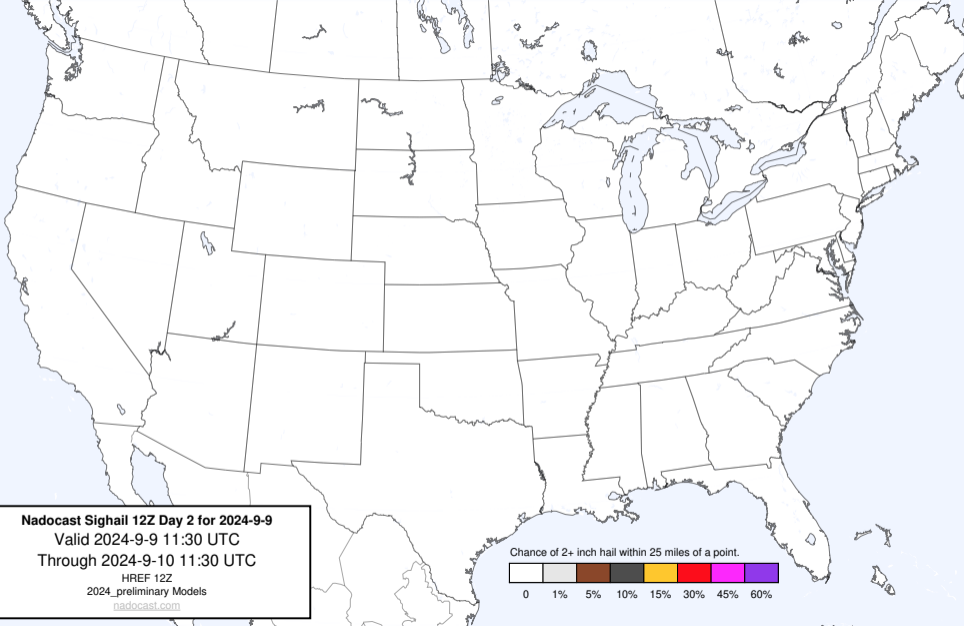 Nadocast Sighail 12Z Day 2 for 2024-9-9
Valid 2024-9-9 11:30 UTC
Through 2024-9-10 11:30 UTC
HREF 12Z
2024_preliminary Models
nadocast.com
Chance of 2+ inch hail within 25 miles of a point.
0 1% 5% 10% 15% 30% 45% 60%